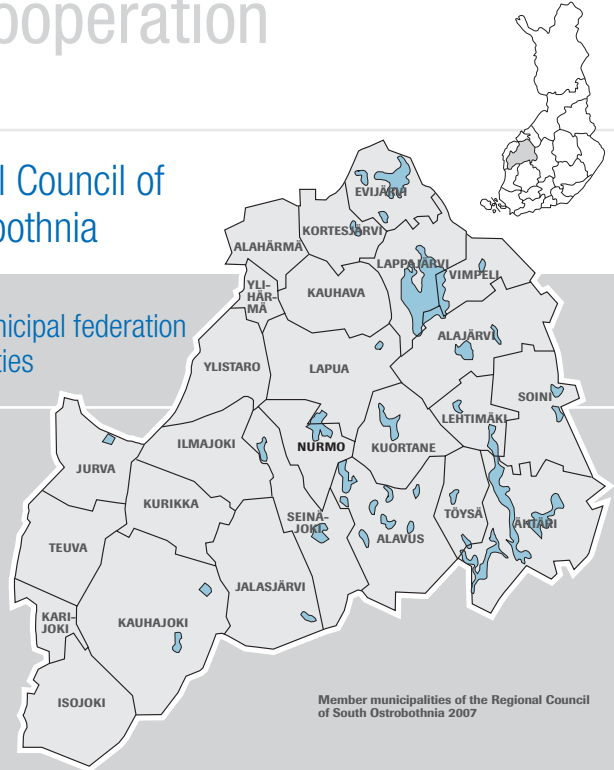 ooperation
l Council of
bothnia
nicipal federation
ties
EVIJÄRVI
KORTESJÄRVI
ALAHÄRMÄ
LAPPAJÄRVI
VIMPELI
YLI-
HÄR-
MÄ
KAUHAVA
ALAJÄRVI
YLISTARO
LAPUA
SOINI
LEHTIMÄKI
ILMAJOKI
NURMO
KUORTANE
JURVA
KURIKKA
SEINÄ-
JOKI
TÖYSÄ
ÄHTÄRI
ALAVUS
TEUVA
JALASJÄRVI
KARI-
JOKI
KAUHAJOKI
ISOJOKI
Member municipalities of the Regional Council
of South Ostrobothnia 2007